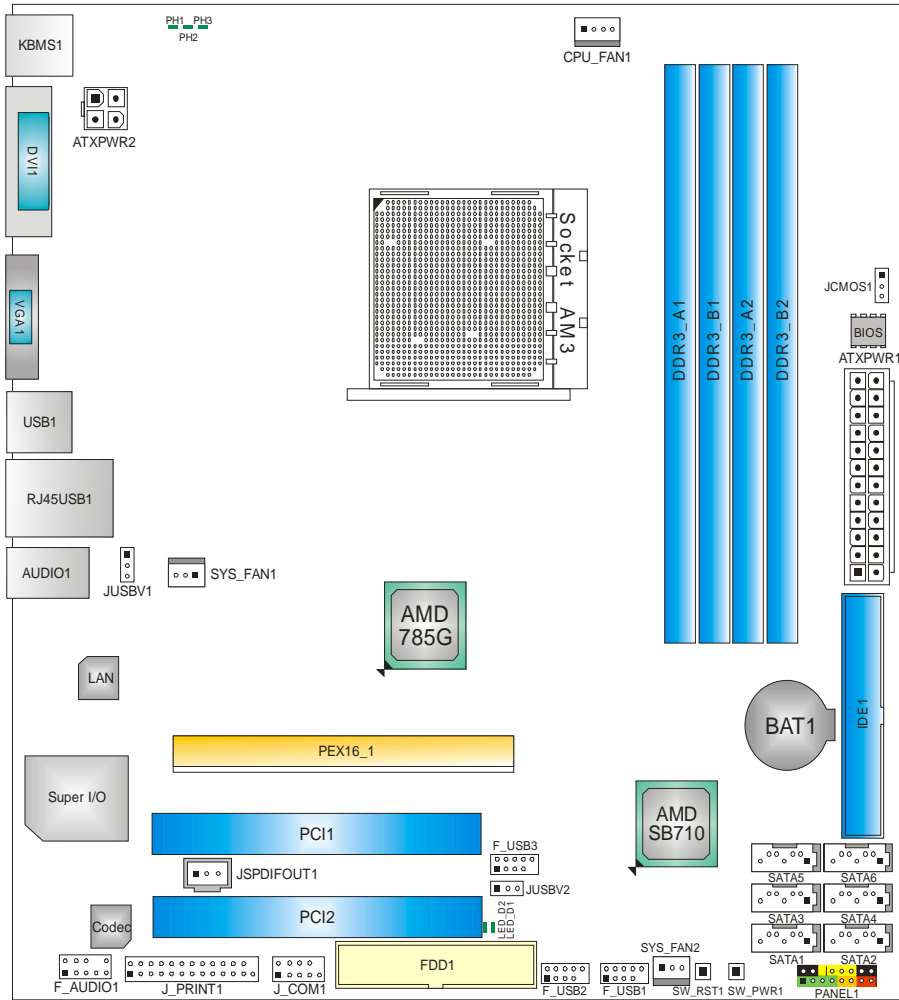 PH1 PH3
PH2
KBMS1
CPU_FAN1
ATXPWR2
DVI1
Socket AM3
DDR3_A1
DDR3_B1
DDR3_A2
DDR3_B2
JCMOS1
VGA1
BIOS
ATXPWR1
USB1
RJ45USB1
AUDIO1
JUSBV1
SYS_FAN1
AMD
785G
LAN
BAT1
IDE1
PEX16_1
Super I/O
AMD
SB710
PCI1
F_USB3
JSPDIFOUT1
JUSBV2
SATA5
SATA6
PCI2
LED_D2
LED_D1
SATA3
SATA4
Codec
SYS_FAN2
SATA1
SATA2
FDD1
F_AUDIO1
J_PRINT1
J_COM1
F_USB2
F_USB1
SW_RST1
SW_PWR1
PANEL1